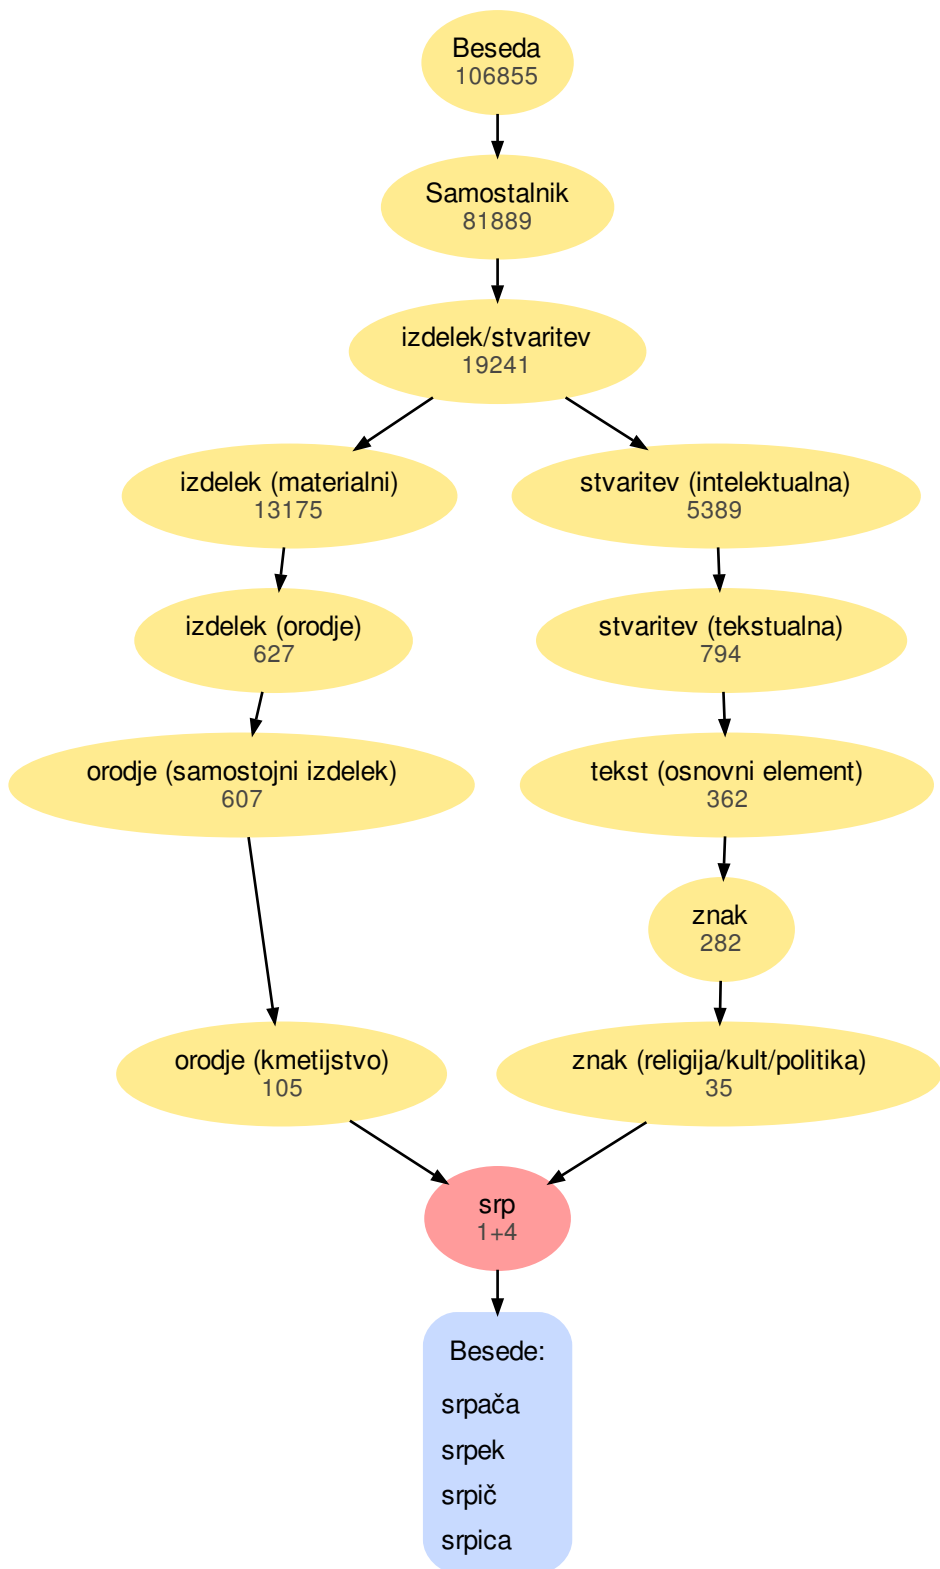 Beseda
106855
Samostalnik
81889
izdelek/stvaritev
19241
izdelek (materialni)
13175
stvaritev (intelektualna)
5389
izdelek (orodje)
627
stvaritev (tekstualna)
794
orodje (samostojni izdelek)
607
tekst (osnovni element)
362
znak
282
orodje (kmetijstvo)
105
znak (religija/kult/politika)
35
srp
1+4
Besede:
srpača
srpek
srpič
srpica